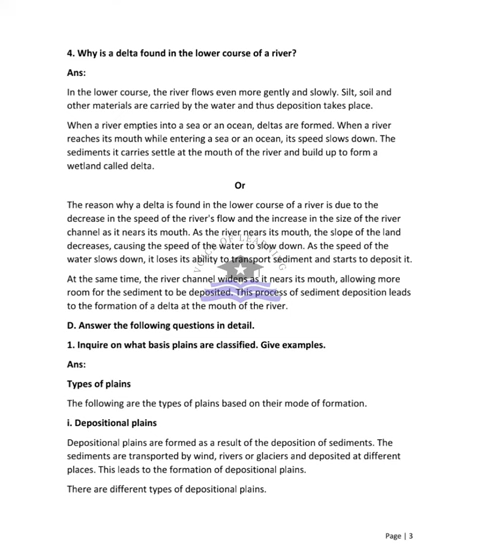 4. Why is a delta found in the lower course of a river?
Ans:
In the lower course, the river flows even more gently and slowly. Silt, soil and
other materials are carried by the water and thus deposition takes place.
When a river empties into a sea or an ocean, deltas are formed. When a river
reaches its mouth while entering a sea or an ocean, its speed slows down. The
sediments it carries settle at the mouth of the river and build up to form a
wetland called delta.
Or
The reason why a delta is found in the lower course of a river is due to the
decrease in the speed of the river's flow and the increase in the size of the river
channel as it nears its mouth. As the river nears its mouth, the slope of the land
decreases, causing the speed of the water to slow down. As the speed of the
water slows down, it loses its ability to transport sediment and starts to deposit it.
At the same time, the river channel widens as it nears its mouth, allowing more
room for the sediment to be deposited. This process of sediment deposition leads
to the formation of a delta at the mouth of the river.
D. Answer the following questions in detail.
1. Inquire on what basis plains are classified. Give examples.
Ans:
Types of plains
The following are the types of plains based on their mode of formation.
i. Depositional plains
Depositional plains are formed as a result of the deposition of sediments. The
sediments are transported by wind, rivers or glaciers and deposited at different
places. This leads to the formation of depositional plains.
There are different types of depositional plains.
Page | 3